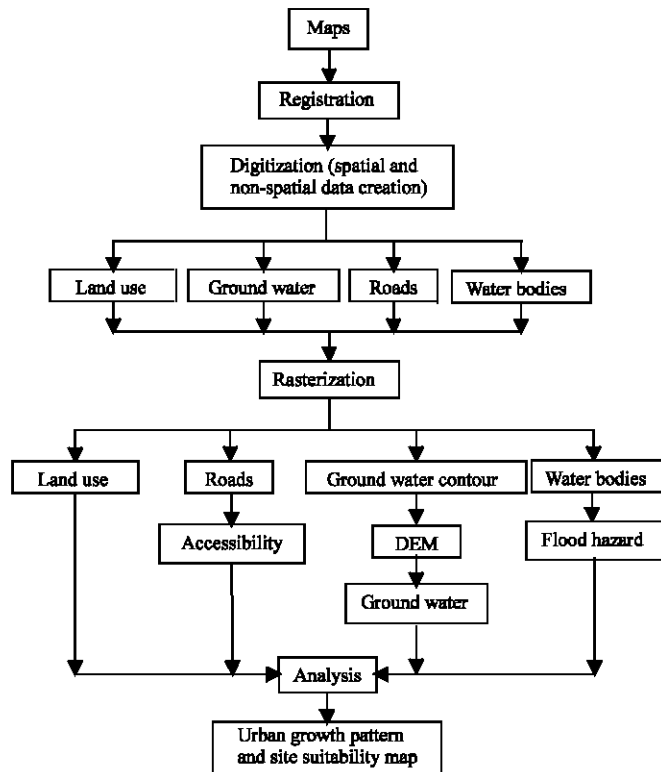 Maps
Registration
Digitization (spatial and
non-spatial data creation)
Land use
Ground water
Roads
Water bodies
Rasterization
Land use
Roads
Ground water contour
Water bodies
Accessibility
DEM
Flood hazard
Ground water
Analysis
Urban growth pattern
and site suitability map